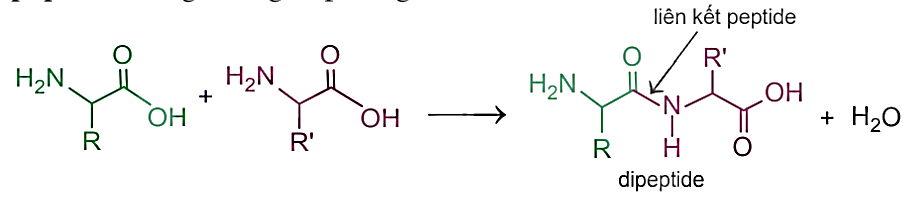 liên kết peptide
H₂N O OH R + H₂N O OH R' → H₂N O R N H R' OH O + H₂O
dipeptide